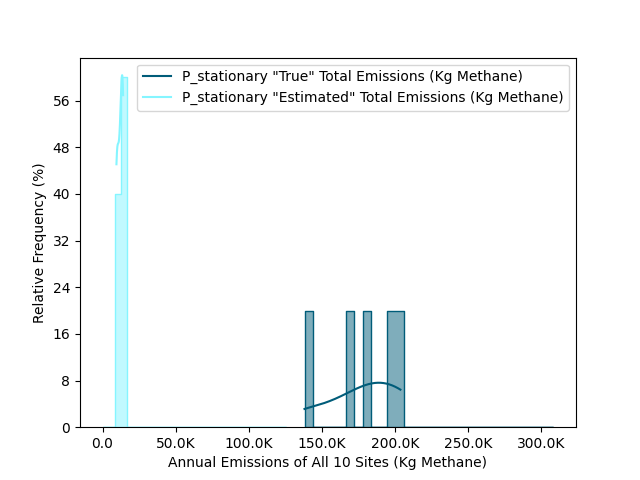 P_stationary "True" Total Emissions (Kg Methane)
P_stationary "Estimated" Total Emissions (Kg Methane)
Relative Frequency (%)
56
48
40
32
24
16
8
0
0.0 50.0K 100.0K 150.0K 200.0K 250.0K 300.0K
Annual Emissions of All 10 Sites (Kg Methane)